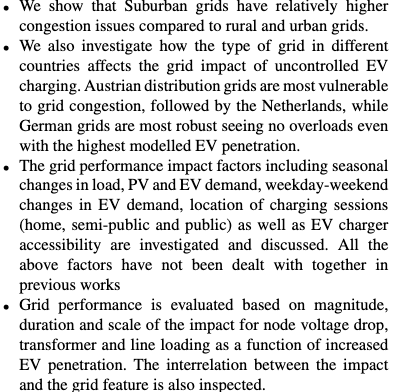 • We show that Suburban grids have relatively higher
congestion issues compared to rural and urban grids.
• We also investigate how the type of grid in different
countries affects the grid impact of uncontrolled EV
charging. Austrian distribution grids are most vulnerable
to grid congestion, followed by the Netherlands, while
German grids are most robust seeing no overloads even
with the highest modelled EV penetration.
• The grid performance impact factors including seasonal
changes in load, PV and EV demand, weekday-weekend
changes in EV demand, location of charging sessions
(home, semi-public and public) as well as EV charger
accessibility are investigated and discussed. All the
above factors have not been dealt with together in
previous works
• Grid performance is evaluated based on magnitude,
duration and scale of the impact for node voltage drop,
transformer and line loading as a function of increased
EV penetration. The interrelation between the impact
and the grid feature is also inspected.